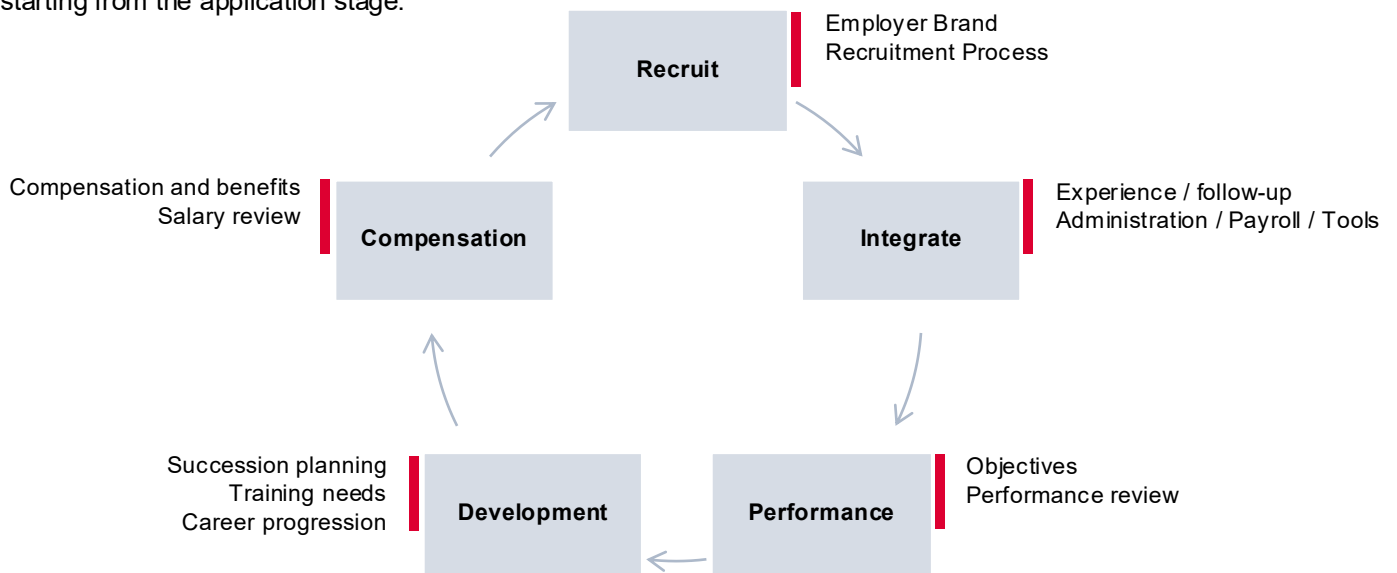 starting from the application stage.
Employer Brand
Recruitment Process
Recruit
Compensation and benefits
Salary review
Compensation
Integrate
Experience / follow-up
Administration / Payroll / Tools
Succession planning
Training needs
Career progression
Development
Performance
Objectives
Performance review